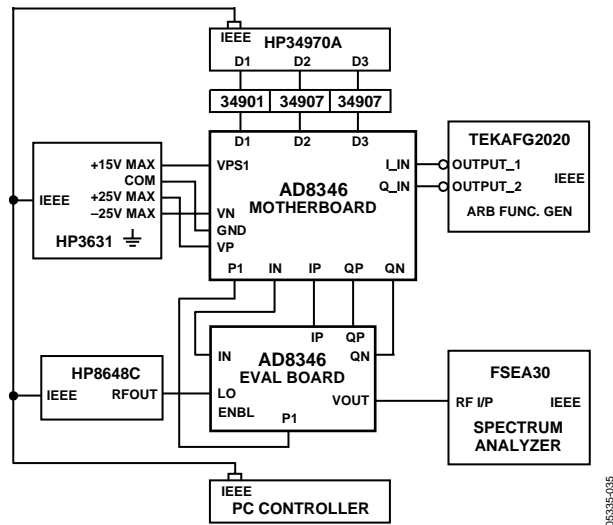 IEEE
HP34970A
D1 D2 D3
34901 34907 34907
D1 D2 D3
+15V MAX
COM
+25V MAX
–25V MAX
IEEE
HP3631
VPS1
VN
GND
VP
AD8346
MOTHERBOARD
I_IN
Q_IN
P1 IN IP QP QN
TEKAFG2020
OUTPUT_1
IEEE
OUTPUT_2
ARB FUNC. GEN
HP8648C
IEEE RFOUT
IP QP
IN
QN
AD8346
EVAL BOARD
LO
ENBL
VOUT
P1
FSEA30
RF I/P IEEE
SPECTRUM
ANALYZER
IEEE
PC CONTROLLER
05335-035